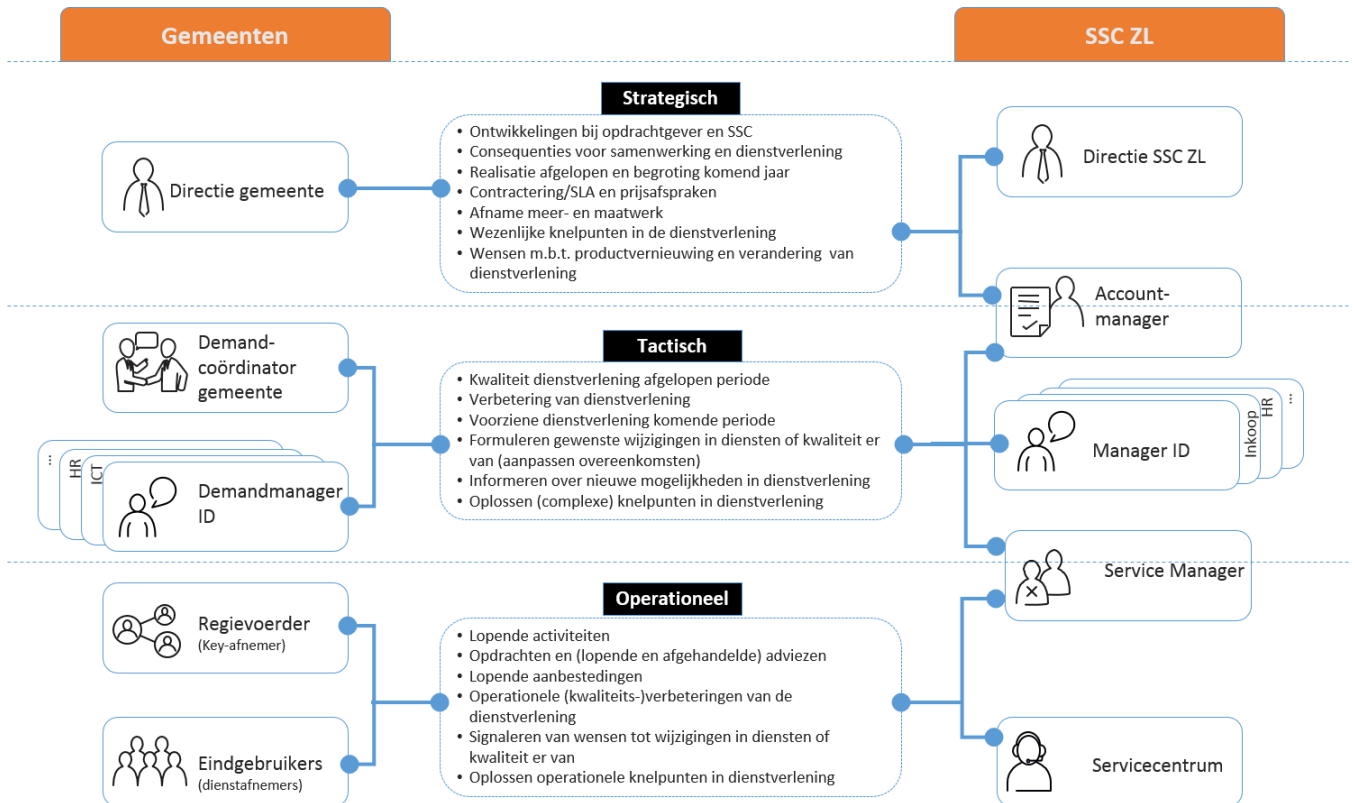 Gemeenten
SSC ZL
Strategisch
Directie gemeente
• Ontwikkelingen bij opdrachtgever en SSC
• Consequenties voor samenwerking en dienstverlening
• Realisatie afgelopen en begroting komend jaar
• Contractering/SLA en prijsafspraken
• Afname meer- en maatwerk
• Wezenlijke knelpunten in de dienstverlening
• Wensen m.b.t. productvernieuwing en verandering van
dienstverlening
Directie SSC ZL
Account-
manager
Tactisch
Demand-
coördinator
gemeente
...
HR
ICT
Demandmanager
ID
• Kwaliteit dienstverlening afgelopen periode
• Verbetering van dienstverlening
• Voorziene dienstverlening komende periode
• Formuleren gewenste wijzigingen in diensten of kwaliteit er
van (aanpassen overeenkomsten)
• Informeren over nieuwe mogelijkheden in dienstverlening
• Oplossen (complexe) knelpunten in dienstverlening
Manager ID
Inkoop
HR
...
Service Manager
Operationeel
Regievoerder
(Key-afnemer)
Eindgebruikers
(dienstafnemers)
• Lopende activiteiten
• Opdrachten en (lopende en afgehandelde) adviezen
• Lopende aanbestedingen
• Operationele (kwaliteits-)verbeteringen van de
dienstverlening
• Signaleren van wensen tot wijzigingen in diensten of
kwaliteit er van
• Oplossen operationele knelpunten in dienstverlening
Servicecentrum